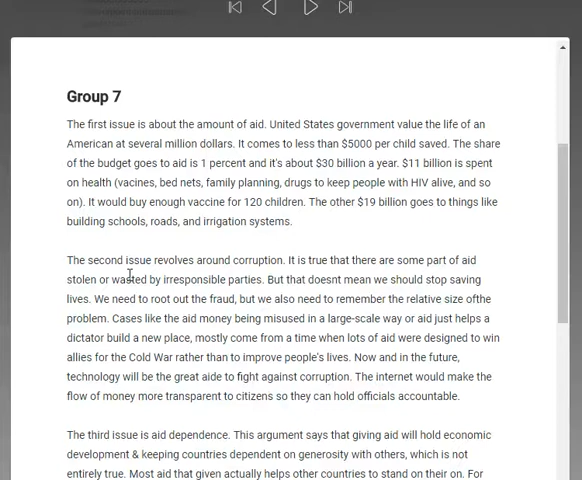 Group 7
The first issue is about the amount of aid. United States government value the life of an
American at several million dollars. It comes to less than $5000 per child saved. The share
of the budget goes to aid is 1 percent and it's about $30 billion a year. $11 billion is spent
on health (vacines, bed nets, family planning, drugs to keep people with HIV alive, and so
on). It would buy enough vaccine for 120 children. The other $19 billion goes to things like
building schools, roads, and irrigation systems.
The second issue revolves around corruption. It is true that there are some part of aid
stolen or wasted by irresponsible parties. But that doesnt mean we should stop saving
lives. We need to root out the fraud, but we also need to remember the relative size ofthe
problem. Cases like the aid money being misused in a large-scale way or aid just helps a
dictator build a new place, mostly come from a time when lots of aid were designed to win
allies for the Cold War rather than to improve people's lives. Now and in the future,
technology will be the great aide to fight against corruption. The internet would make the
flow of money more transparent to citizens so they can hold officials accountable.
The third issue is aid dependence. This argument says that giving aid will hold economic
development & keeping countries dependent on generosity with others, which is not
entirely true. Most aid that given actually helps other countries to stand on their on. For